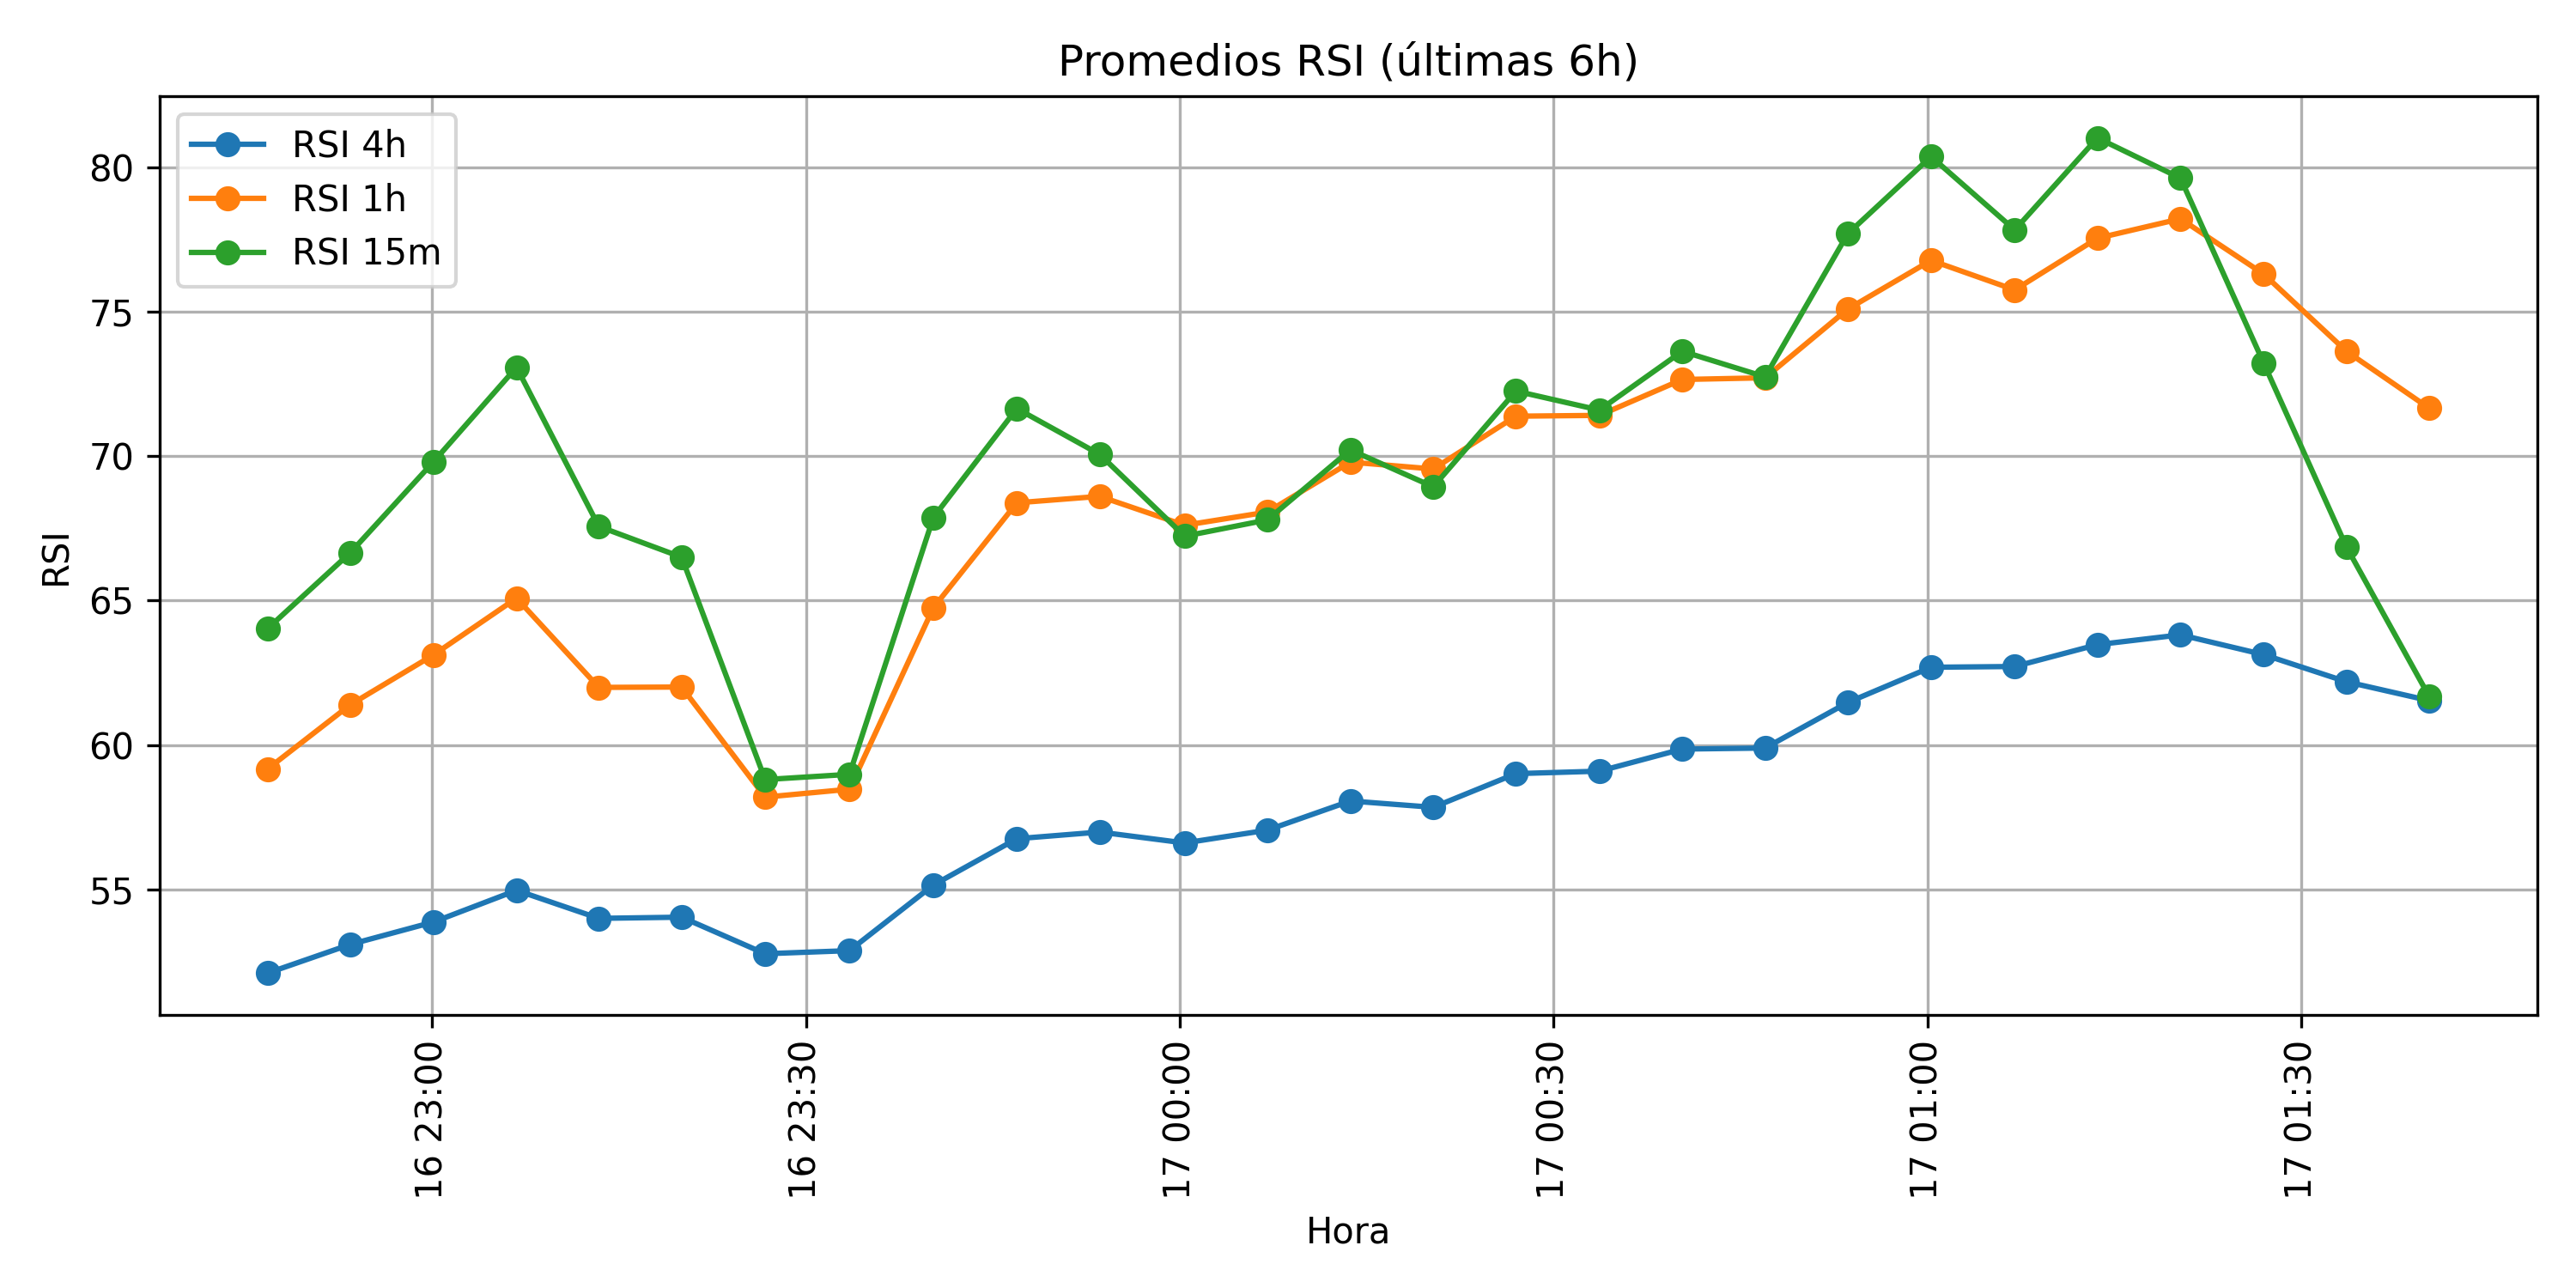 Promedios RSI (últimas 6h)
RSI 4h
RSI 1h
RSI 15m
80
75
70
65
60
55
RSI
16 23:00
16 23:30
17 00:00
17 00:30
17 01:00
17 01:30
Hora